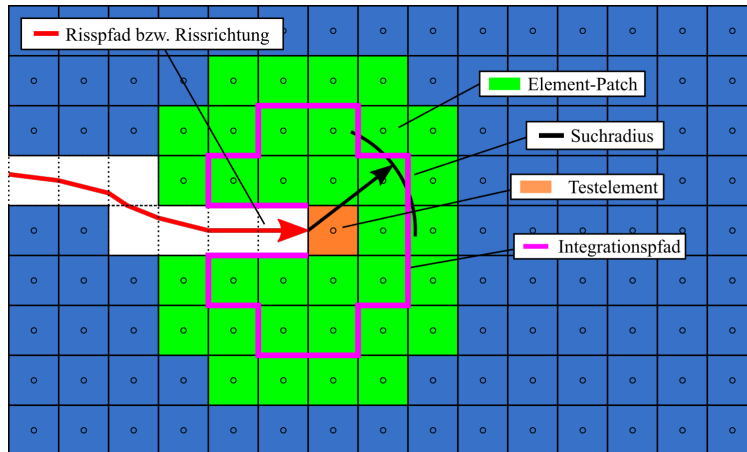 Risspfad bzw. Rissrichtung
Element-Patch
Suchradius
Testelement
Integrationspfad